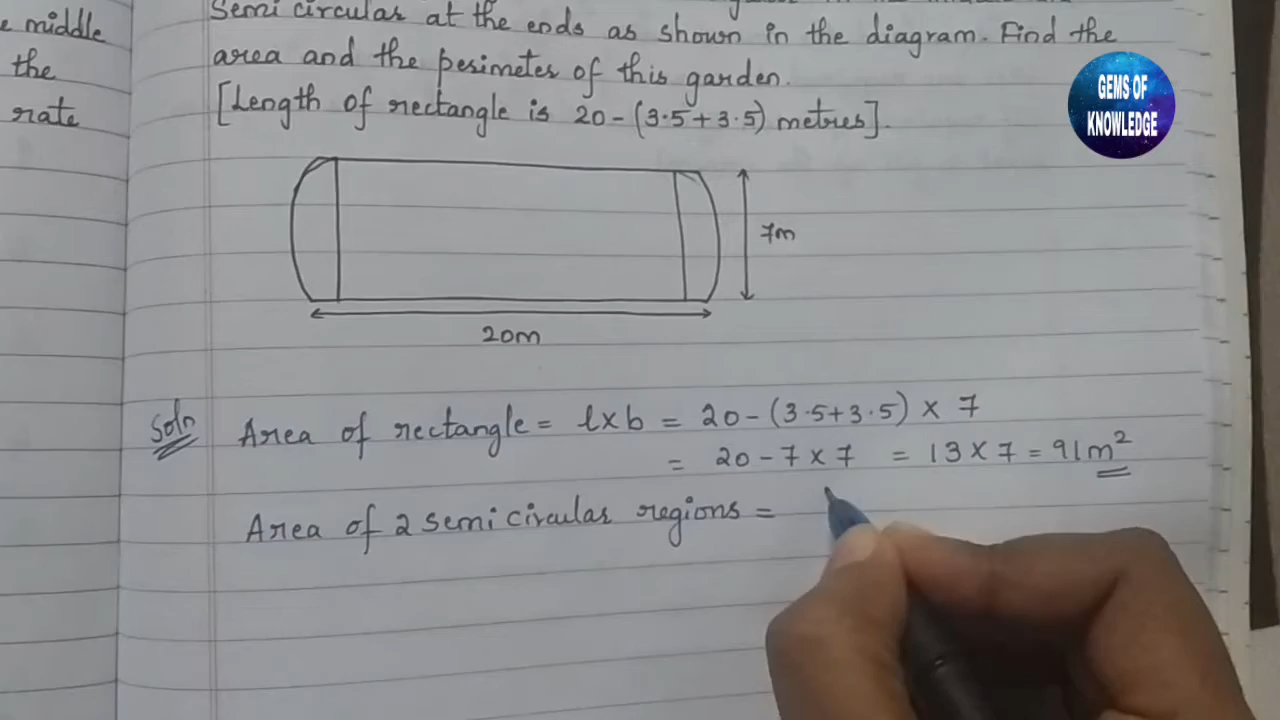 e middle
the
rate
Semi circular at the ends as shown in the diagram. Find the
area and the perimeter of this garden.
[Length of rectangle is 20 - (3.5 + 3.5) metres].
GEMS OF
KNOWLEDGE
7m
20m
Soln Area of rectangle = l x b = 20 - (3.5 + 3.5) x 7
= 20 - 7 x 7 = 13 x 7 = 91m²
Area of 2 semi circular regions =